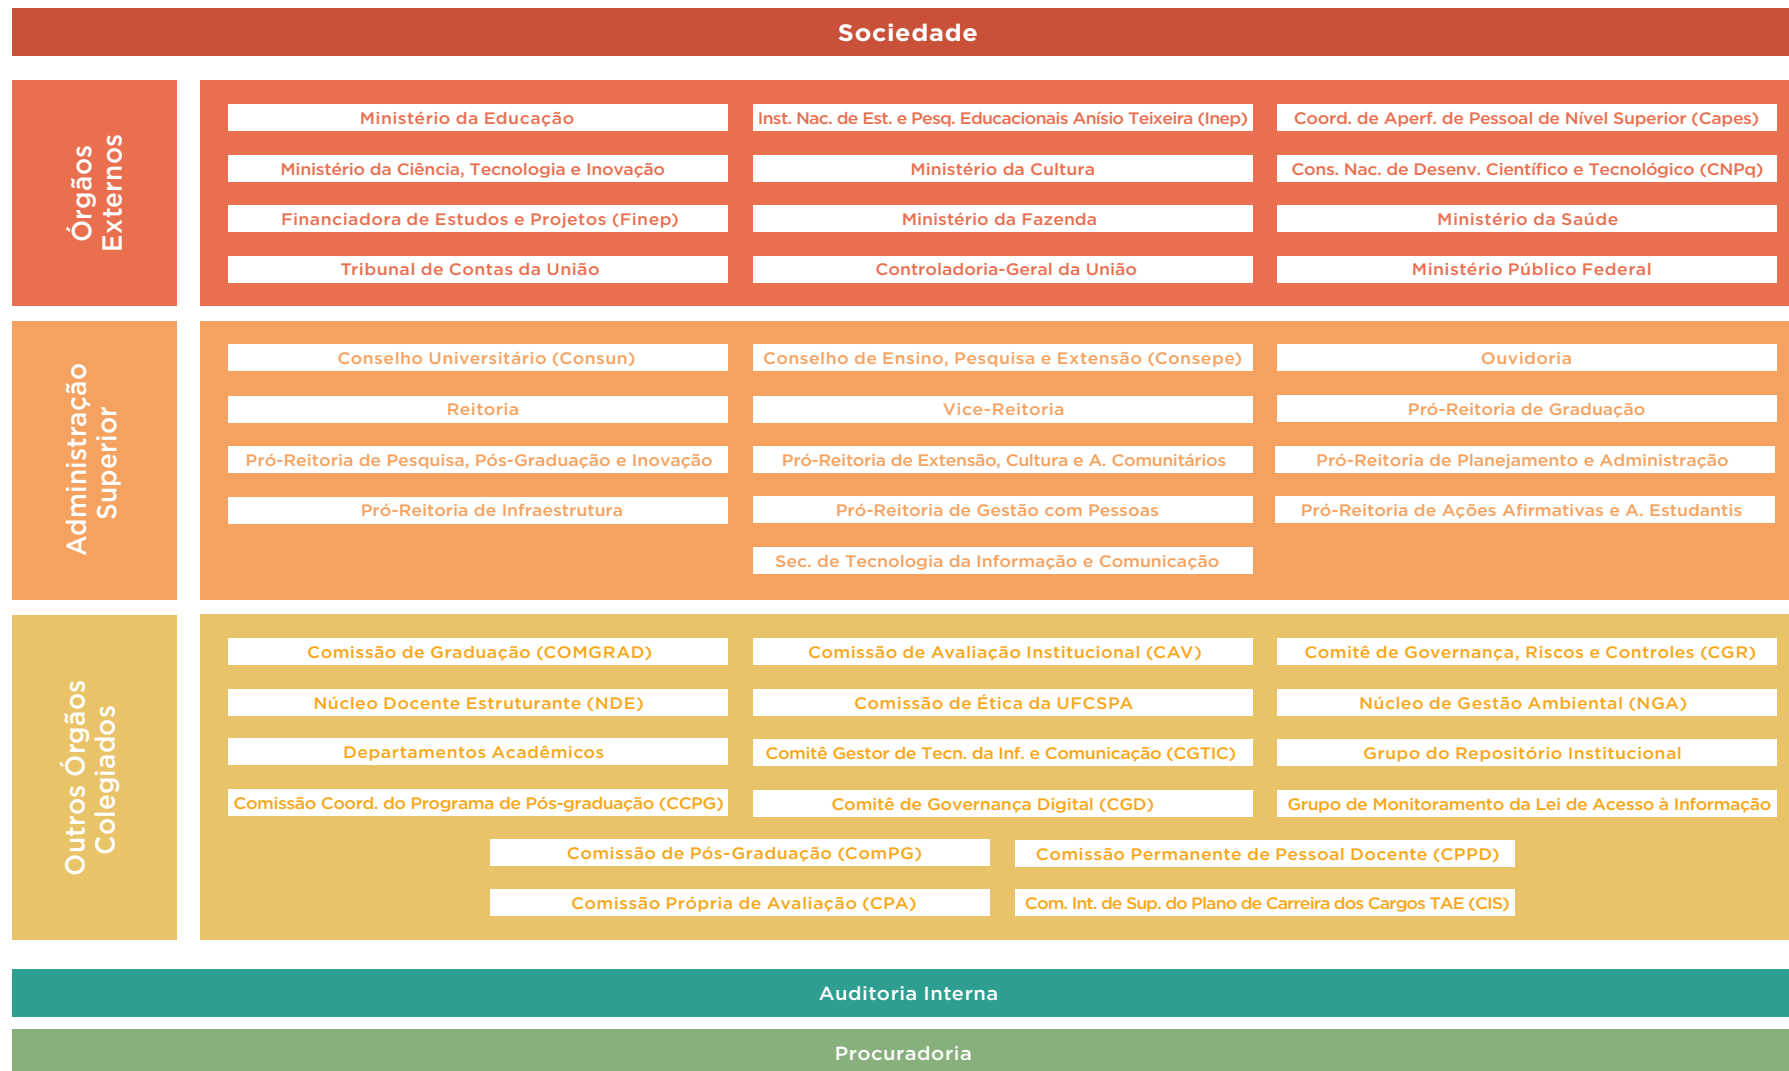 Sociedade
Órgãos
Externos
Ministério da Educação
Inst. Nac. de Est. e Pesq. Educacionais Anísio Teixeira (Inep)
Coord. de Aperf. de Pessoal de Nível Superior (Capes)
Ministério da Ciência, Tecnologia e Inovação
Ministério da Cultura
Cons. Nac. de Desenv. Científico e Tecnológico (CNPq)
Financiadora de Estudos e Projetos (Finep)
Ministério da Fazenda
Ministério da Saúde
Tribunal de Contas da União
Controladoria-Geral da União
Ministério Público Federal
Administração
Superior
Conselho Universitário (Consun)
Conselho de Ensino, Pesquisa e Extensão (Consepe)
Ouvidoria
Reitoria
Vice-Reitoria
Pró-Reitoria de Graduação
Pró-Reitoria de Pesquisa, Pós-Graduação e Inovação
Pró-Reitoria de Extensão, Cultura e A. Comunitários
Pró-Reitoria de Planejamento e Administração
Pró-Reitoria de Infraestrutura
Pró-Reitoria de Gestão com Pessoas
Pró-Reitoria de Ações Afirmativas e A. Estudantis
Sec. de Tecnologia da Informação e Comunicação
Outros Órgãos
Colegiados
Comissão de Graduação (COMGRAD)
Comissão de Avaliação Institucional (CAV)
Comitê de Governança, Riscos e Controles (CGR)
Núcleo Docente Estruturante (NDE)
Comissão de Ética da UFCSPA
Núcleo de Gestão Ambiental (NGA)
Departamentos Acadêmicos
Comitê Gestor de Tecn. da Inf. e Comunicação (CGTIC)
Grupo do Repositório Institucional
Comissão Coord. do Programa de Pós-graduação (CCPG)
Comitê de Governança Digital (CGD)
Grupo de Monitoramento da Lei de Acesso à Informação
Comissão de Pós-Graduação (ComPG)
Comissão Permanente de Pessoal Docente (CPPD)
Comissão Própria de Avaliação (CPA)
Com. Int. de Sup. do Plano de Carreira dos Cargos TAE (CIS)
Auditoria Interna
Procuradoria